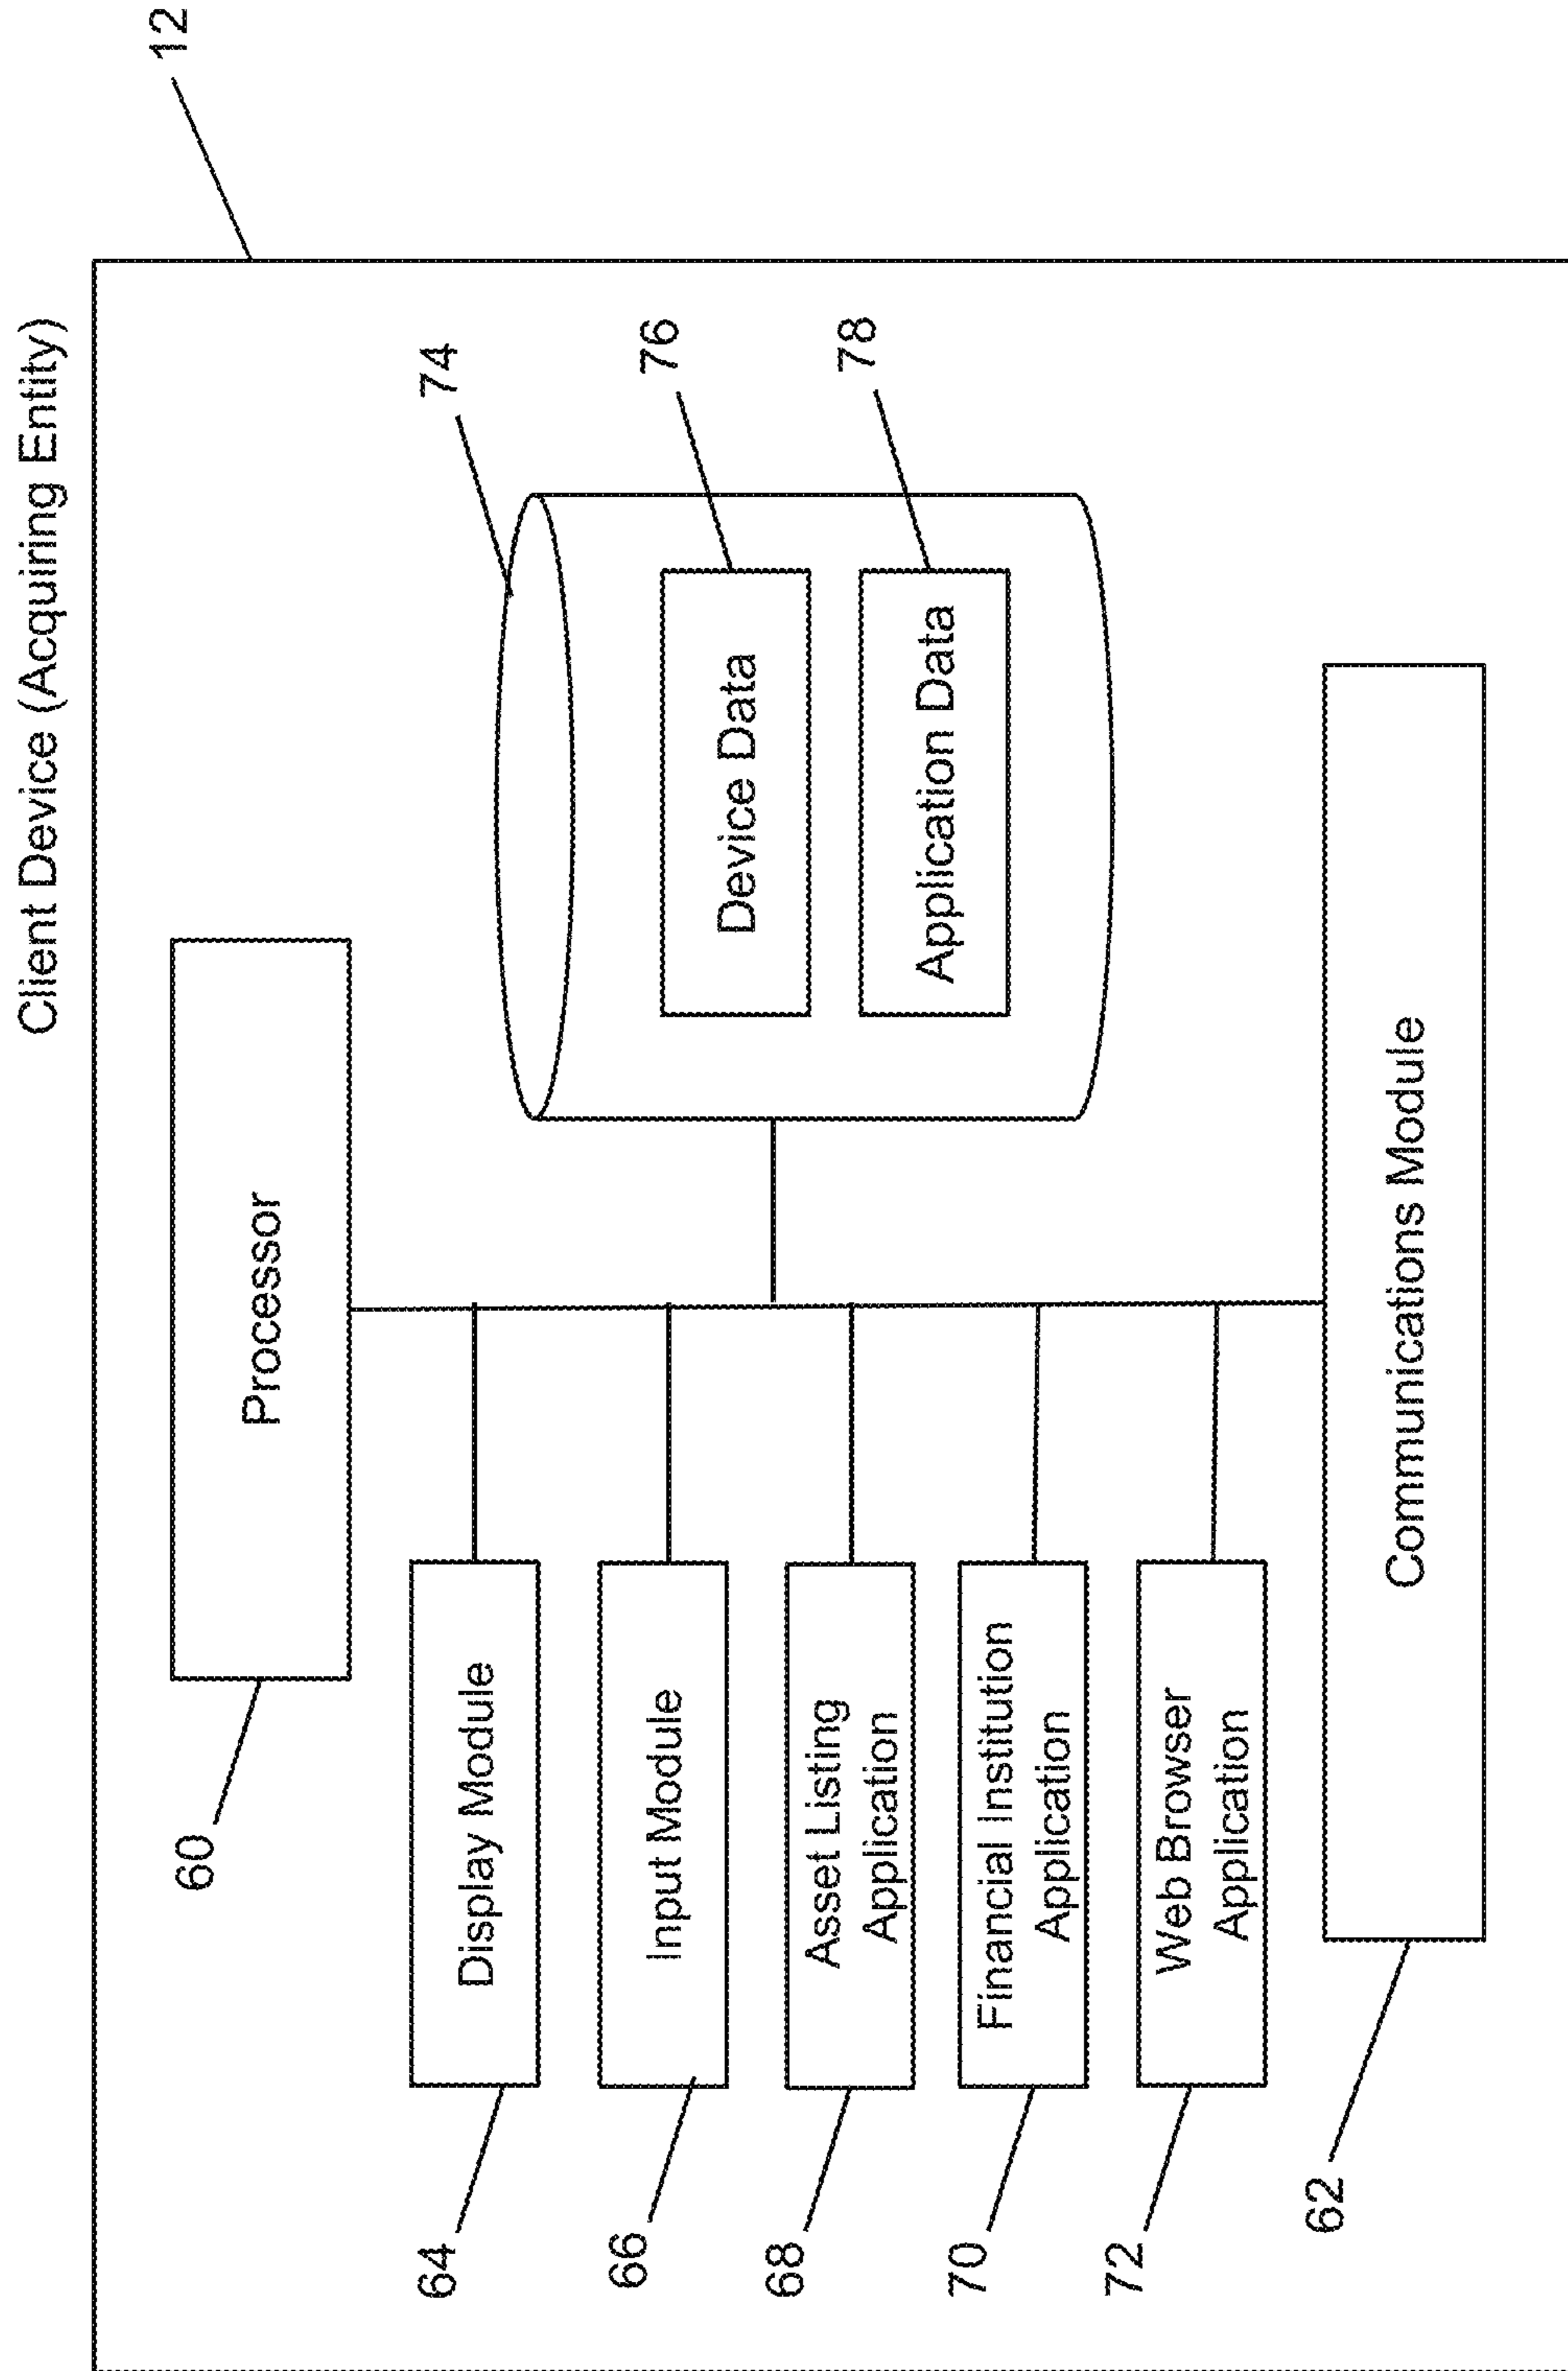 Client Device (Acquiring Entity)
12
60
Processor
64
Display Module
74
66
Input Module
Device Data
76
68
Asset Listing
Application
Application Data
78
70
Financial Institution
Application
72
Web Browser
Application
62
Communications Module